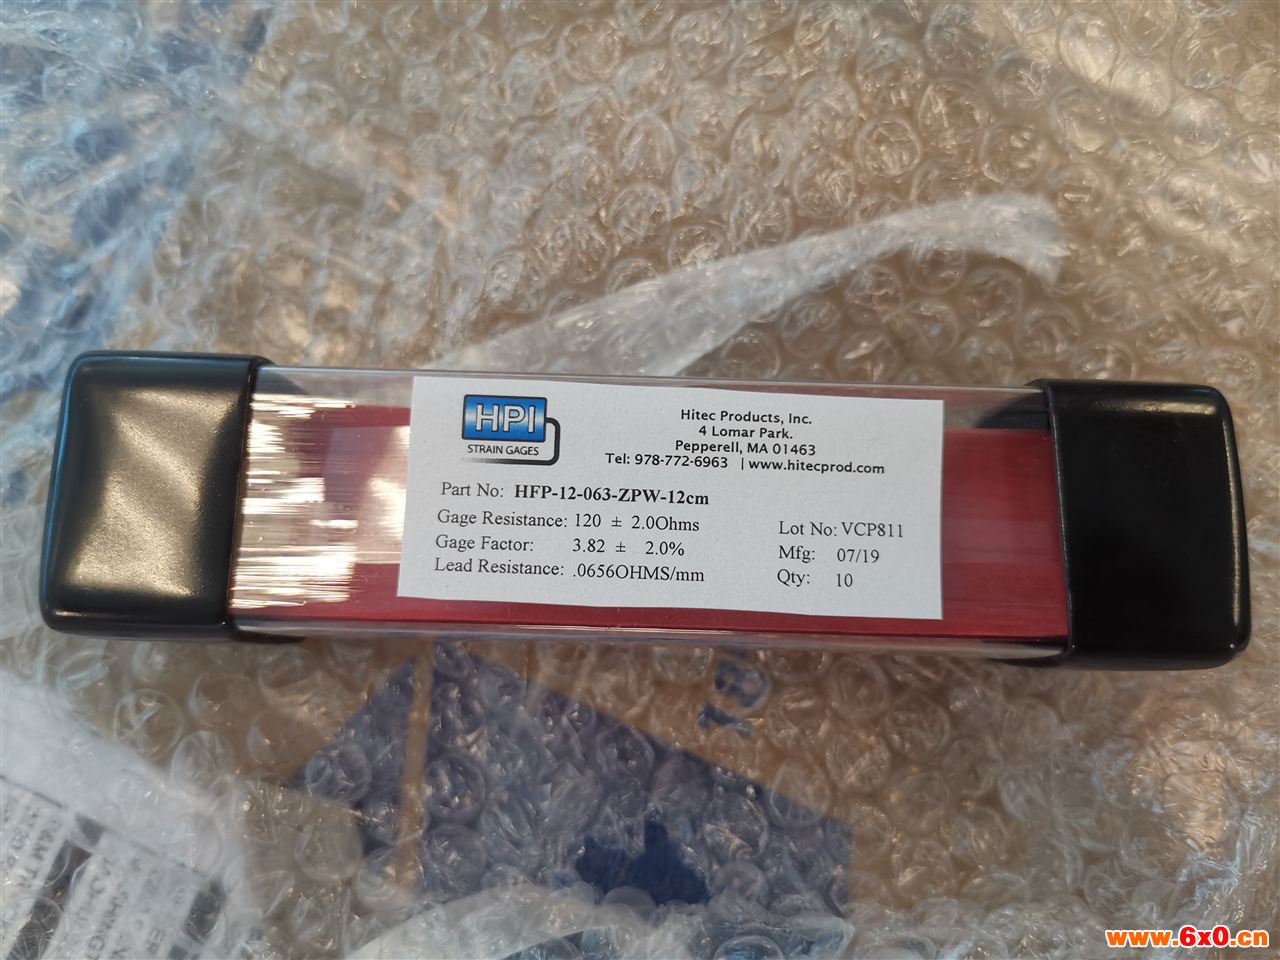 HPI
STRAIN GAGES
Hitec Products, Inc.
4 Lomar Park.
Pepperell, MA 01463
Tel: 978-772-6963 | www.hitecprod.com
Part No: HFP-12-063-ZPW-12cm
Gage Resistance: 120 ± 2.0Ohms
Gage Factor: 3.82 ± 2.0%
Lead Resistance: .0656OHMS/mm
Lot No: VCP811
Mfg: 07/19
Qty: 10
www.6x0.cn